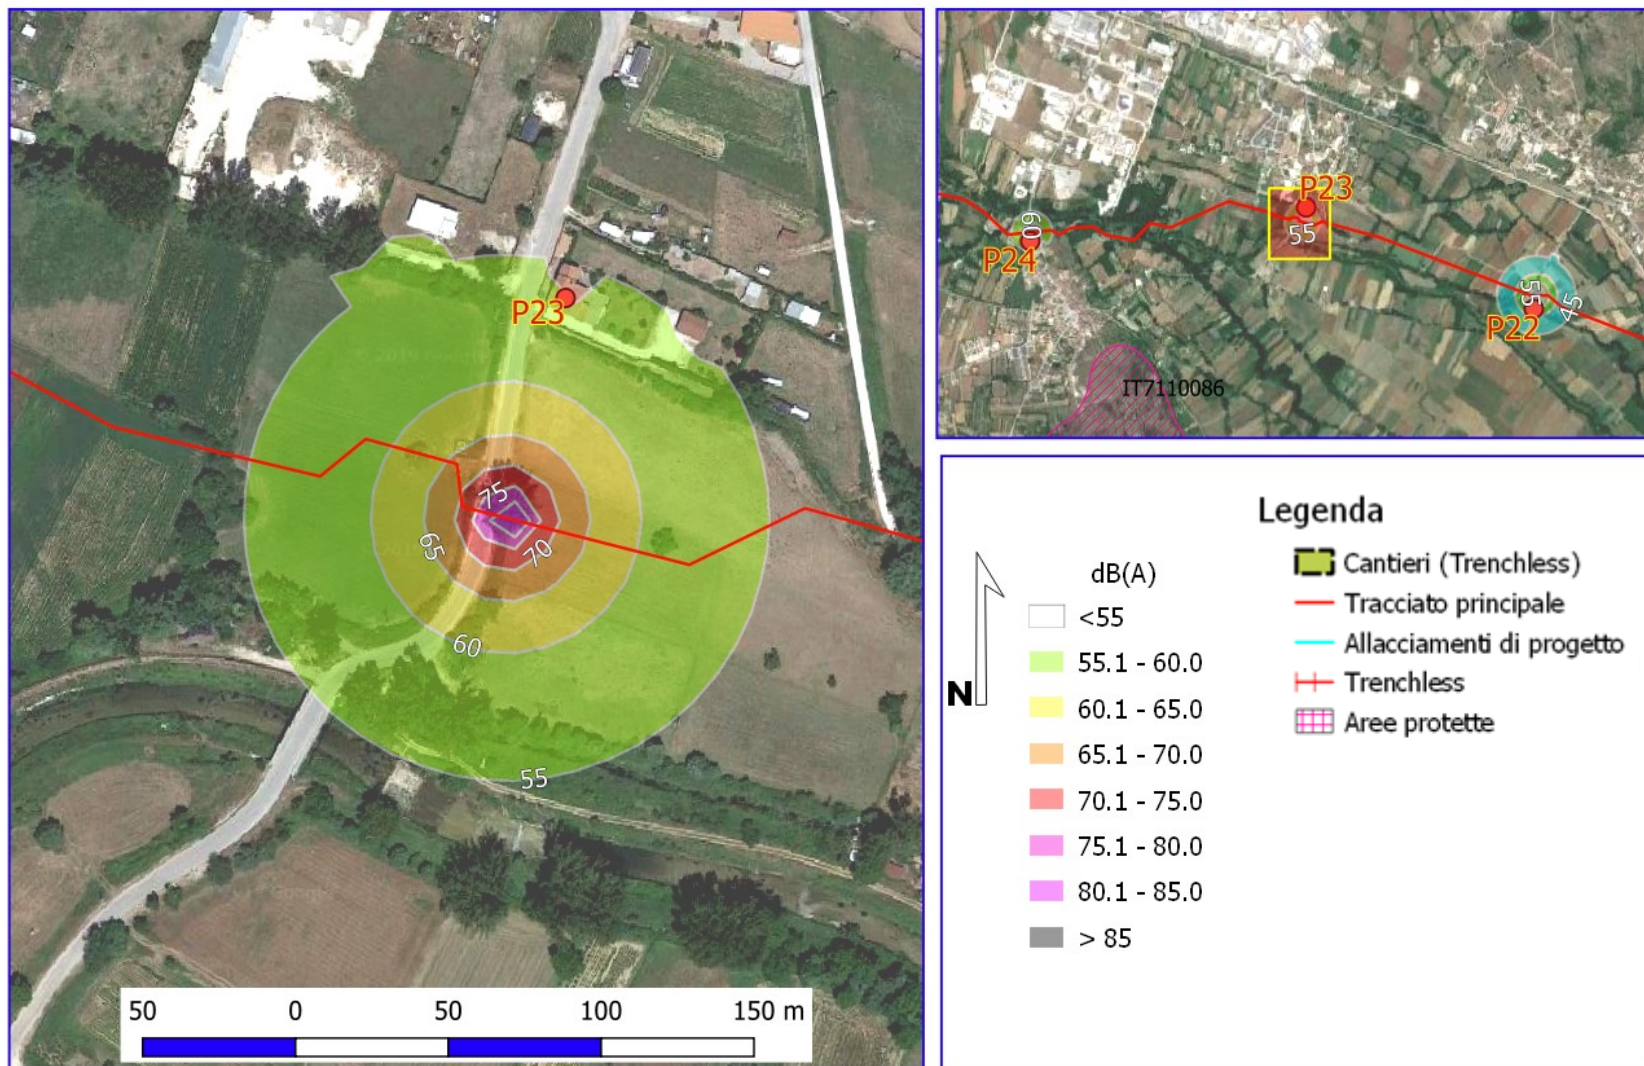 P23
75
65
70
60
55
50 0 50 100 150 m
P23
60
55
P24
55
45
P22
IT7110086
Legenda
dB(A)
<55
55.1 - 60.0
60.1 - 65.0
65.1 - 70.0
70.1 - 75.0
75.1 - 80.0
80.1 - 85.0
> 85
N
Cantieri (Trenchless)
Tracciato principale
Allacciamenti di progetto
Trenchless
Aree protette